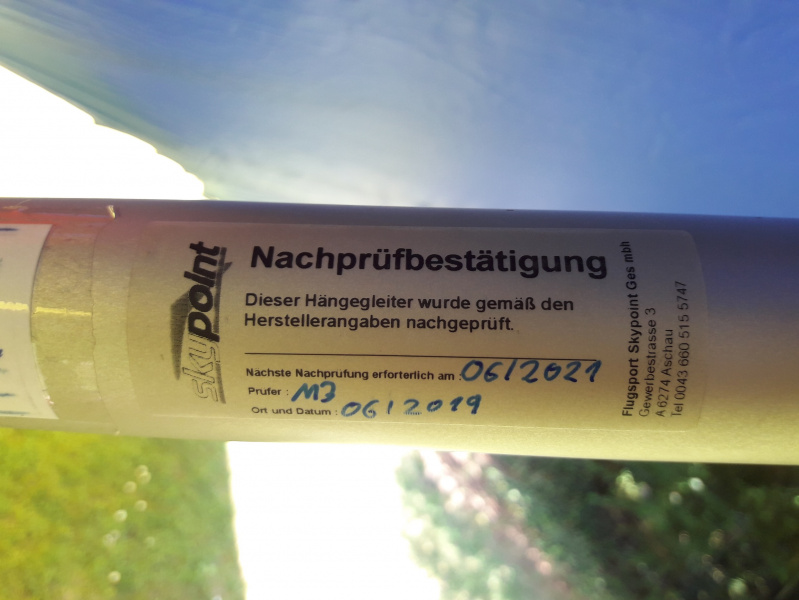 skypoint
Nachprüfbestätigung
Dieser Hängegleiter wurde gemäß den
Herstellerangaben nachgeprüft.
Nächste Nachprüfung erforterlich am : 06/2021
Prüfer : MJ
Ort und Datum : 06/2019
Flugsport Skypoint Ges mbh
Gewerbestrasse 3
A 6274 Aschau
Tel 0043 660 515 5747